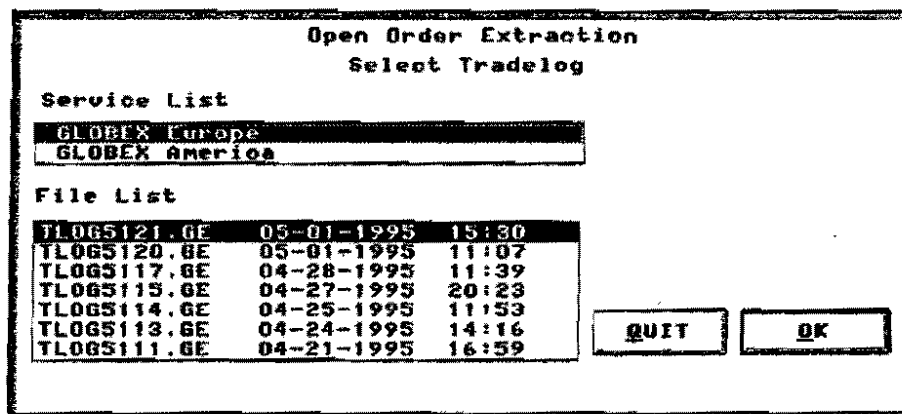 Open Order Extraction
Select Tradelog
Service List
GLOBEX Europe
GLOBEX America
File List
TLOG5121.GE 05-01-1995 15:30
TLOG5120.GE 05-01-1995 11:07
TLOG5117.GE 04-28-1995 11:39
TLOG5115.GE 04-27-1995 20:23
TLOG5114.GE 04-25-1995 11:53
TLOG5113.GE 04-24-1995 14:16
TLOG5111.GE 04-21-1995 16:59
QUIT OK